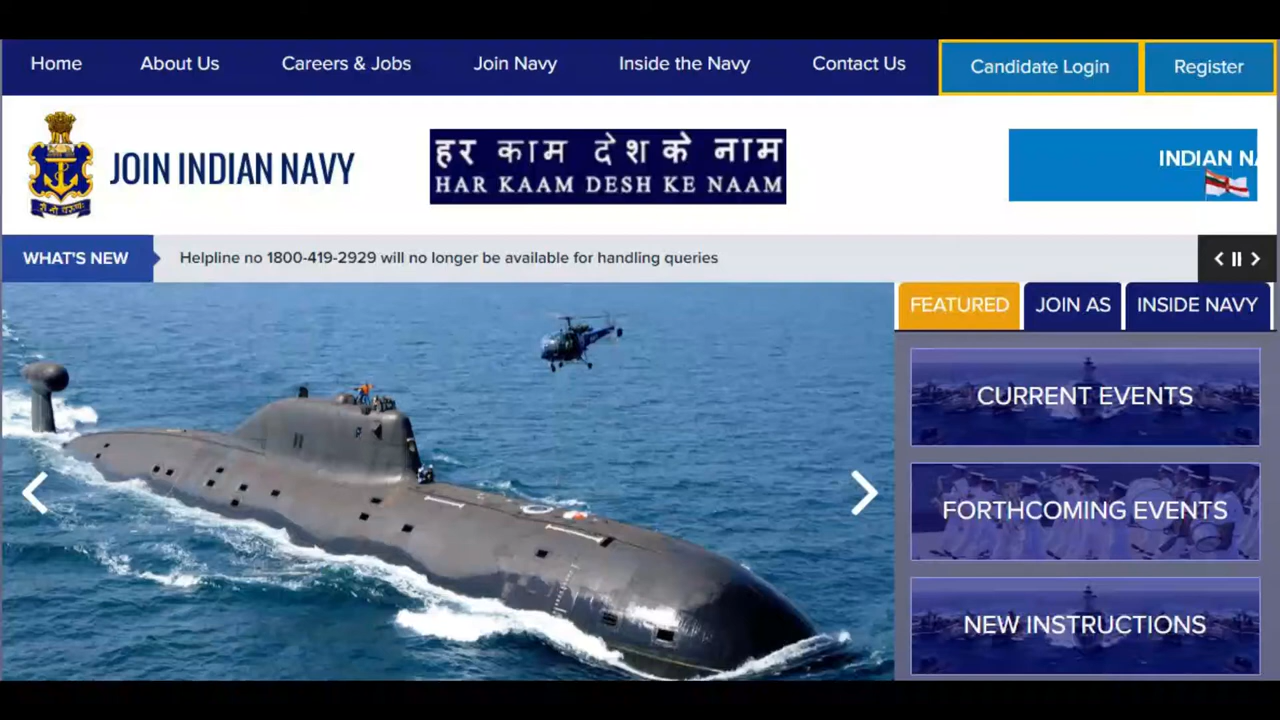 Home About Us Careers & Jobs Join Navy Inside the Navy Contact Us Candidate Login Register
JOIN INDIAN NAVY
हर काम देश के नाम
HAR KAAM DESH KE NAAM
INDIAN
WHAT'S NEW
Helpline no 1800-419-2929 will no longer be available for handling queries
FEATURED JOIN AS INSIDE NAVY
CURRENT EVENTS
FORTHCOMING EVENTS
NEW INSTRUCTIONS